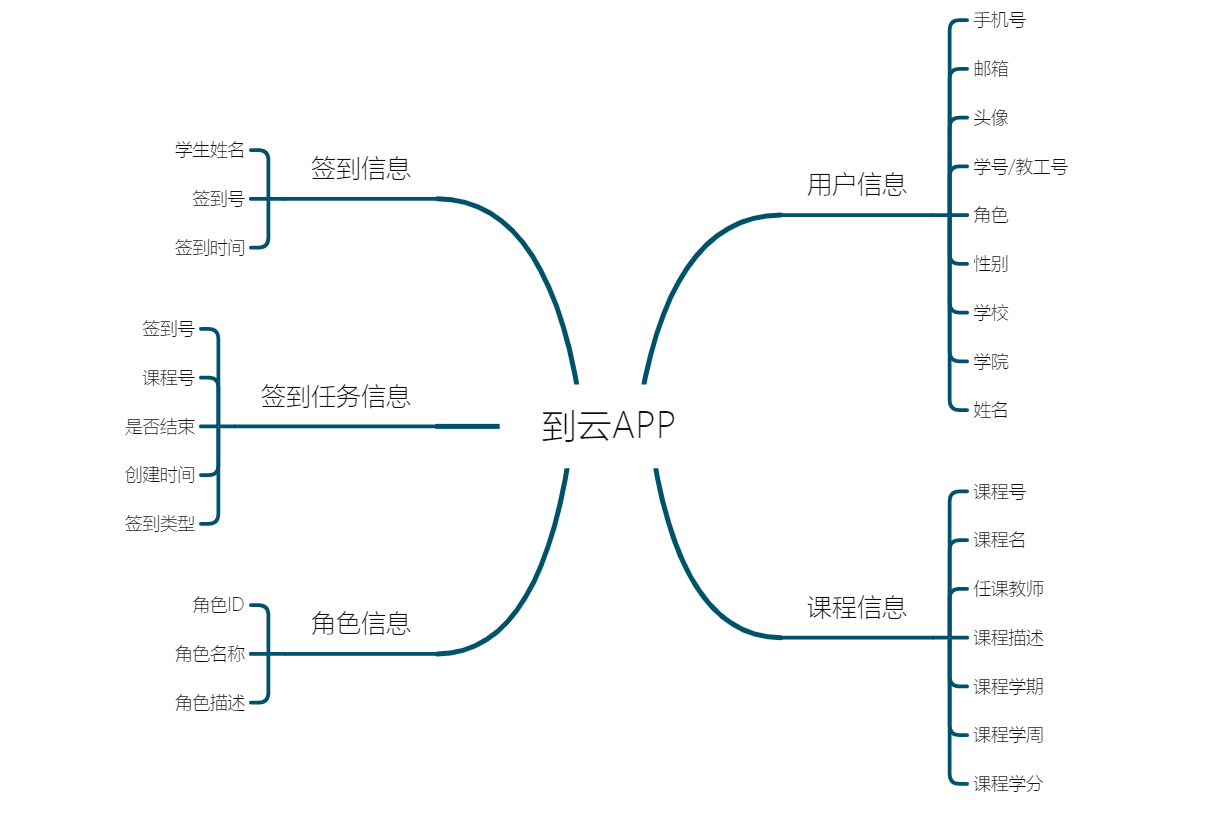 到云APP
用户信息
手机号
邮箱
头像
学号/教工号
角色
性别
学校
学院
姓名
课程信息
课程号
课程名
任课教师
课程描述
课程学期
课程学周
课程学分
签到信息
学生姓名
签到号
签到时间
签到任务信息
签到号
课程号
是否结束
创建时间
签到类型
角色信息
角色ID
角色名称
角色描述